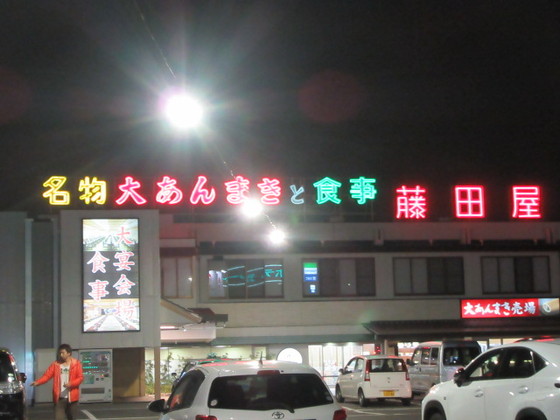 名物大あんまきと食事 藤田屋
大宴会場
食事
大あんまき売場